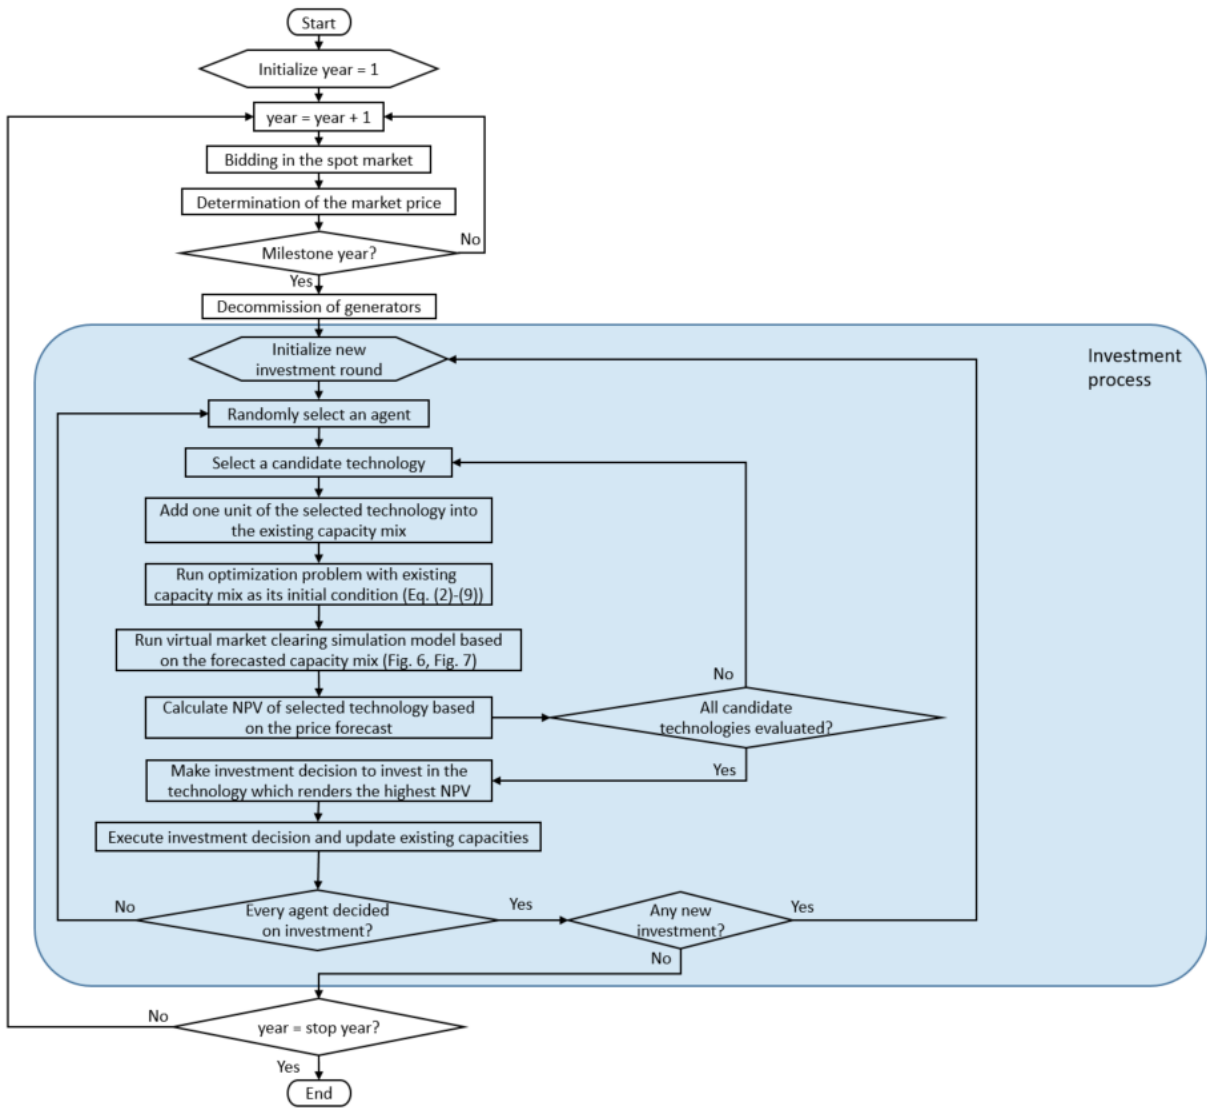 Start
Initialize year = 1
year = year + 1
Bidding in the spot market
Determination of the market price
Milestone year?
No
Yes
Decommission of generators
Investment
process
Initialize new
investment round
Randomly select an agent
Select a candidate technology
Add one unit of the selected technology into
the existing capacity mix
Run optimization problem with existing
capacity mix as its initial condition (Eq. (2)-(9))
Run virtual market clearing simulation model based
on the forecasted capacity mix (Fig. 6, Fig. 7)
Calculate NPV of selected technology based
on the price forecast
No
All candidate
technologies evaluated?
Yes
Make investment decision to invest in the
technology which renders the highest NPV
Execute investment decision and update existing capacities
No
Every agent decided
on investment?
Yes
Any new
investment?
Yes
No
No
year = stop year?
Yes
End